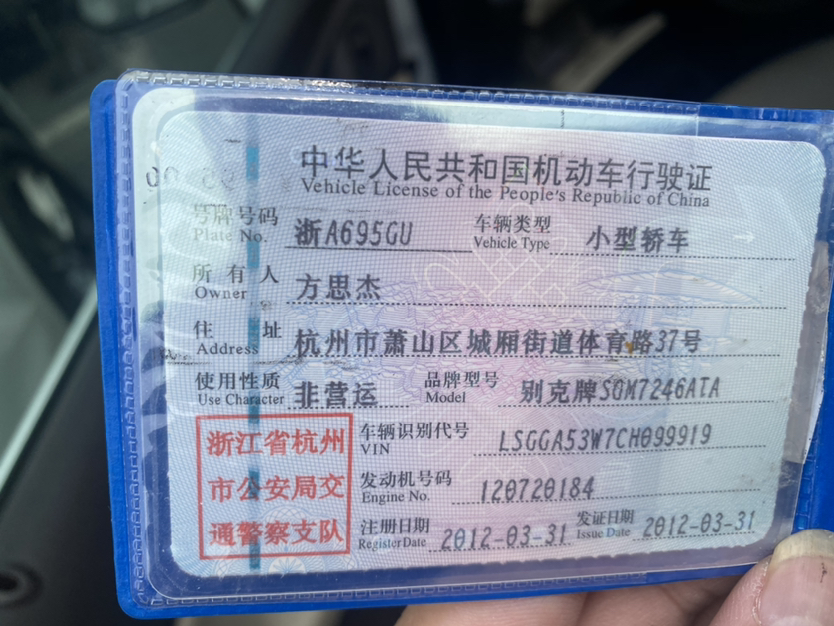 中华人民共和国机动车行驶证
Vehicle License of the People's Republic of China
号牌号码 浙A695GU 车辆类型 小型轿车
Plate No. Vehicle Type
所有人 方思杰
Owner
住址 杭州市萧山区城厢街道体育路37号
Address
使用性质 非营运 品牌型号 别克牌SGM7246ATA
Use Character Model
浙江省杭州
市公安局交
通警察支队
车辆识别代号 LSGGA53W7CH099919
VIN
发动机号码 120720184
Engine No.
注册日期 2012-03-31 发证日期 2012-03-31
Register Date Issue Date